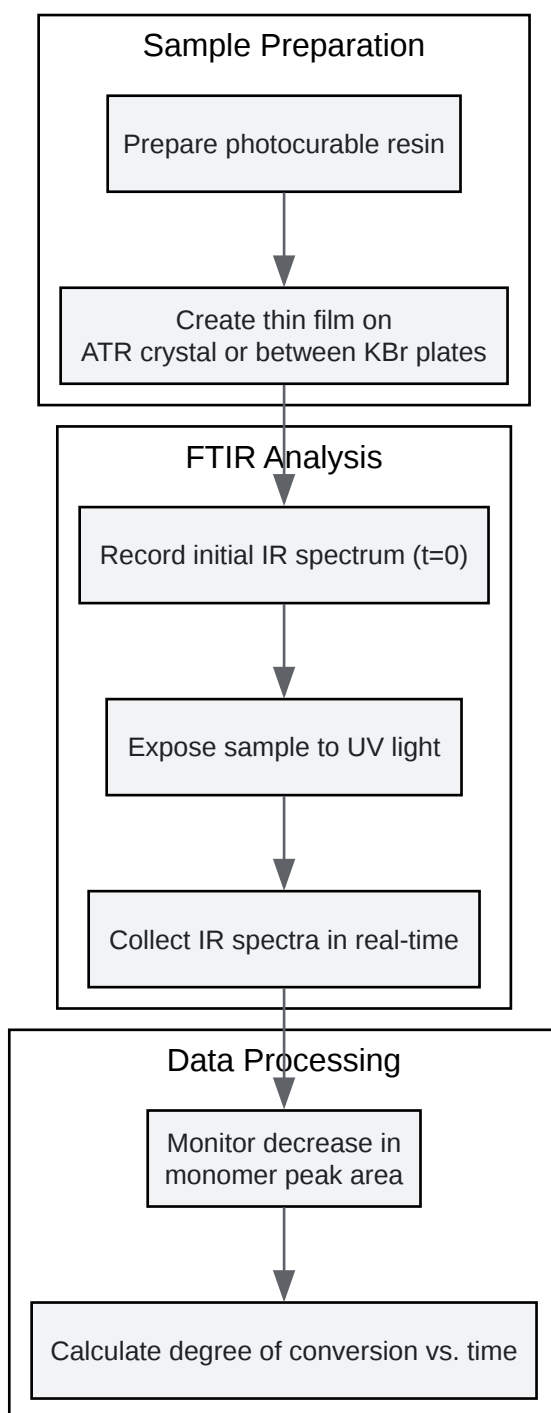 Sample Preparation
Prepare photocurable resin
Create thin film on
ATR crystal or between KBr plates
FTIR Analysis
Record initial IR spectrum (t=0)
Expose sample to UV light
Collect IR spectra in real-time
Data Processing
Monitor decrease in
monomer peak area
Calculate degree of conversion vs. time